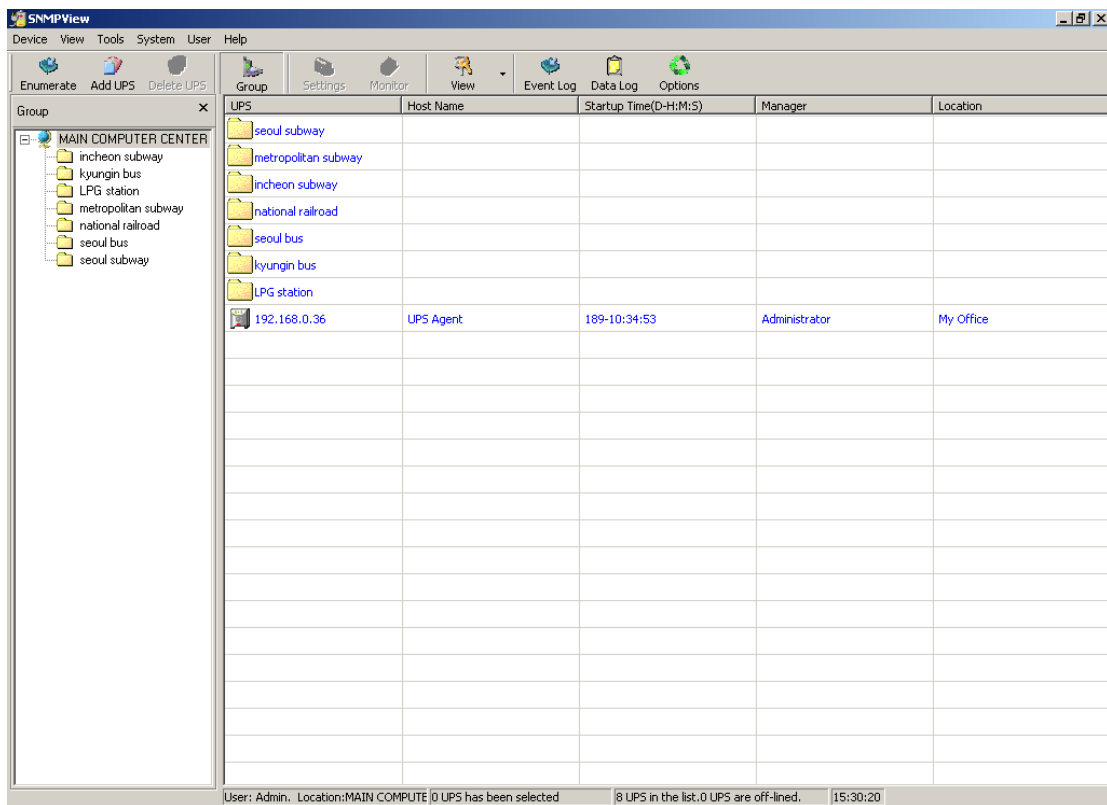 SNMPView
Device View Tools System User Help
Enumerate Add UPS Delete UPS Group Settings Monitor View Event Log Data Log Options
Group
MAIN COMPUTER CENTER
incheon subway
kyungin bus
LPG station
metropolitan subway
national railroad
seoul bus
seoul subway
UPS Host Name Startup Time(D-H:M:S) Manager Location
seoul subway
metropolitan subway
incheon subway
national railroad
seoul bus
kyungin bus
LPG station
192.168.0.36 UPS Agent 189-10:34:53 Administrator My Office
User: Admin. Location:MAIN COMPUTE 0 UPS has been selected 8 UPS in the list.0 UPS are off-lined. 15:30:20